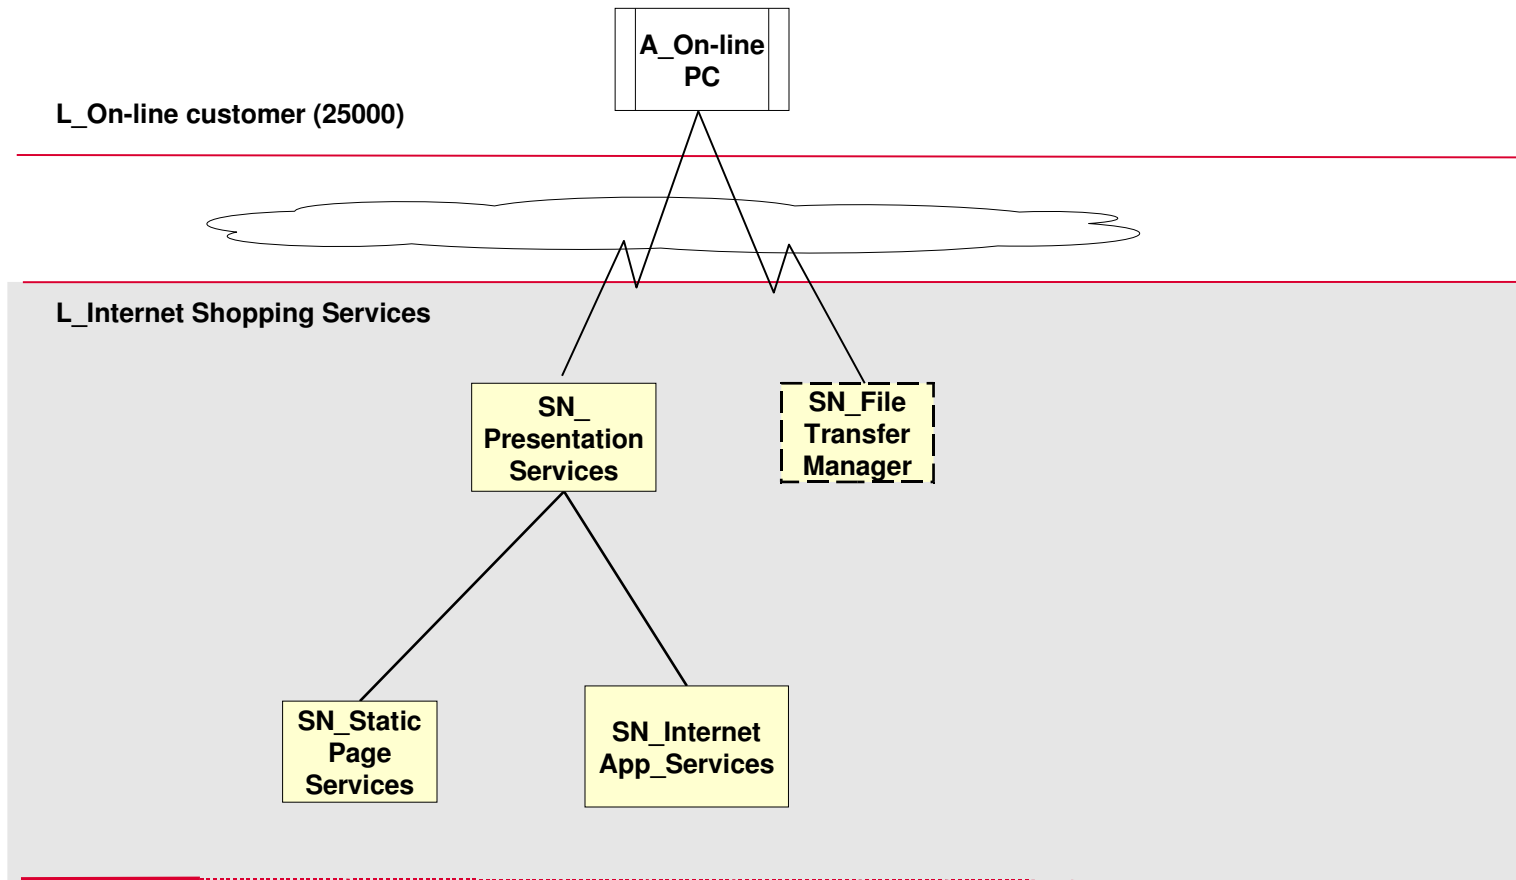 A_On-line
PC
L_On-line customer (25000)
L_Internet Shopping Services
SN_
Presentation
Services
SN_File
Transfer
Manager
SN_Static
Page
Services
SN_Internet
App_Services